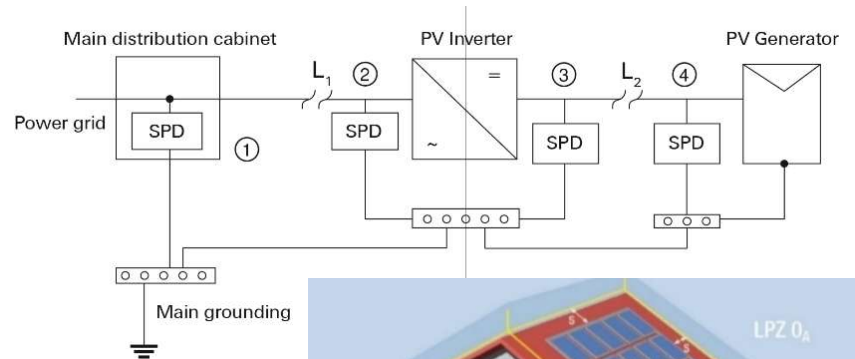 Main distribution cabinet
PV Inverter
PV Generator
L1
②
③
L2
④
=
Power grid
SPD
①
SPD
~
SPD
SPD
Main grounding
S
S
LPZ 0A